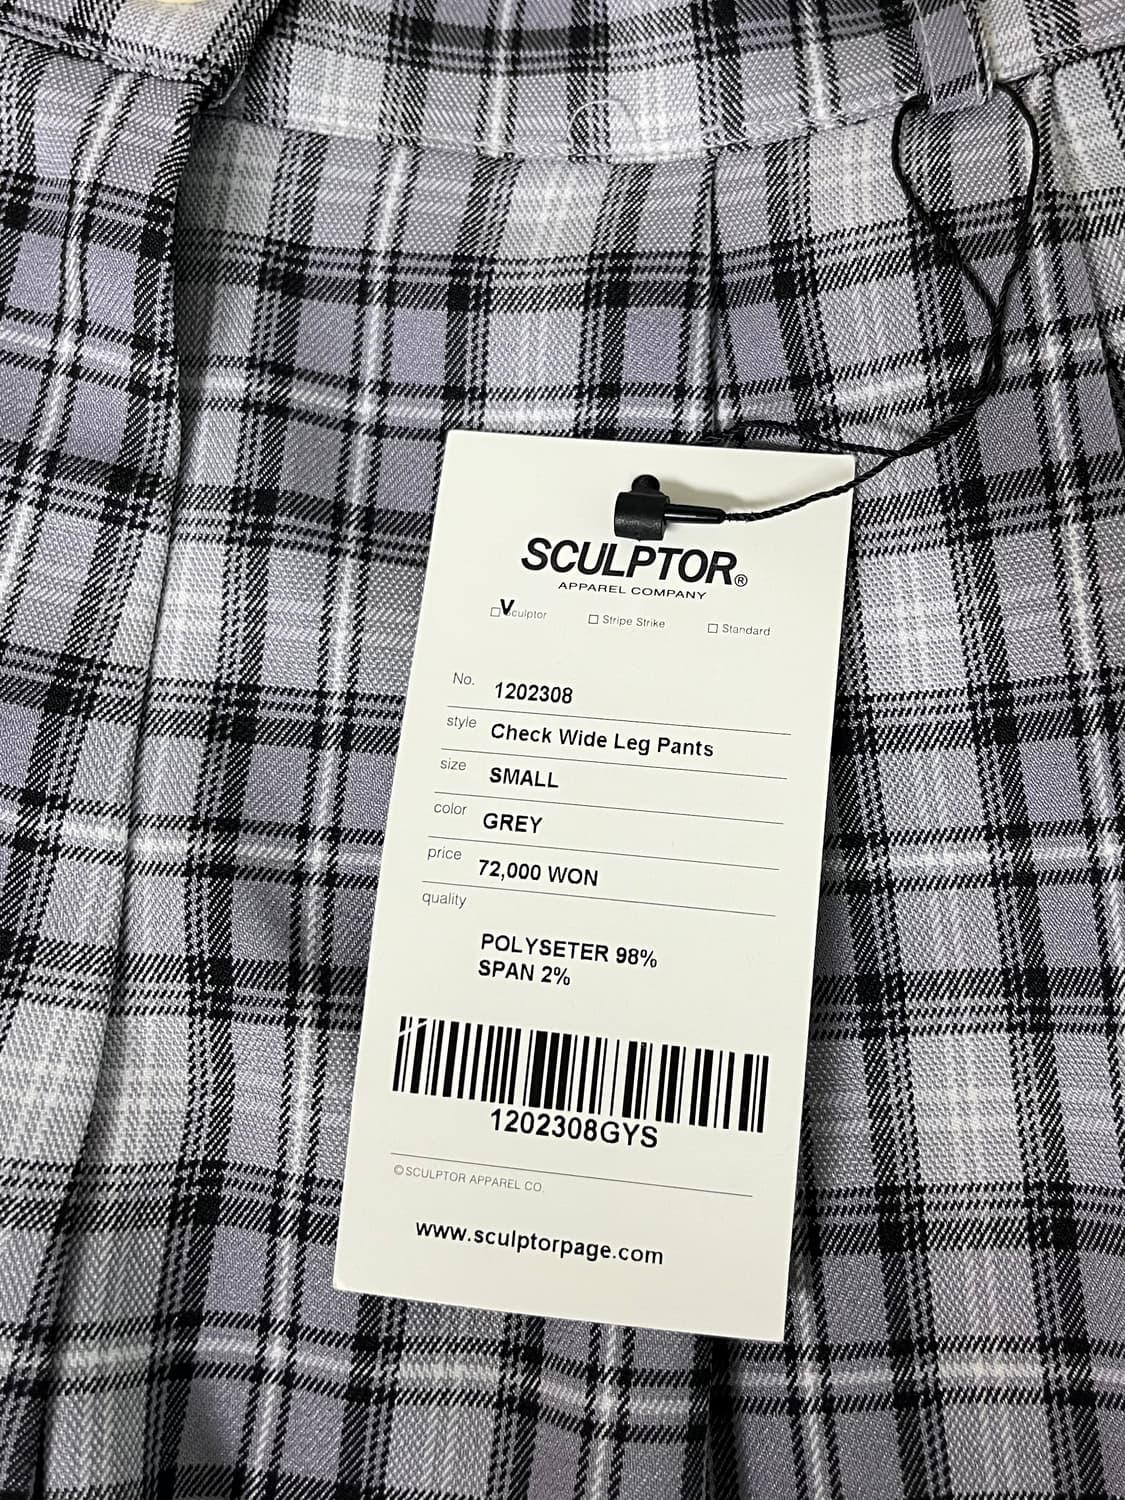 SCULPTOR®
APPAREL COMPANY
☐ V Sculptor ☐ Stripe Strike ☐ Standard
No. 1202308
style Check Wide Leg Pants
size SMALL
color GREY
price 72,000 WON
quality
POLYSETER 98%
SPAN 2%
1202308GYS
©SCULPTOR APPAREL CO.
www.sculptorpage.com